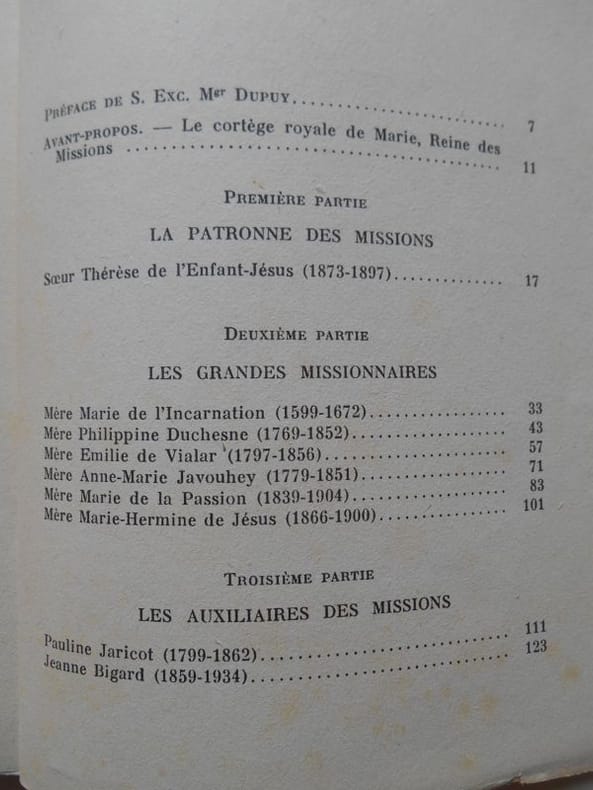 Préface de S. Exc. Mgr Dupuy.................... 7
Avant-propos. — Le cortège royale de Marie, Reine des
Missions .................... 11
Première partie
LA PATRONNE DES MISSIONS
Sœur Thérèse de l'Enfant-Jésus (1873-1897)............. 17
Deuxième partie
LES GRANDES MISSIONNAIRES
Mère Marie de l'Incarnation (1599-1672)................ 33
Mère Philippine Duchesne (1769-1852).................. 43
Mère Emilie de Vialar (1797-1856)..................... 57
Mère Anne-Marie Javouhey (1779-1851)................. 71
Mère Marie de la Passion (1839-1904).................. 83
Mère Marie-Hermine de Jésus (1866-1900)............... 101
Troisième partie
LES AUXILIAIRES DES MISSIONS
Pauline Jaricot (1799-1862)........................... 111
Jeanne Bigard (1859-1934)............................ 123